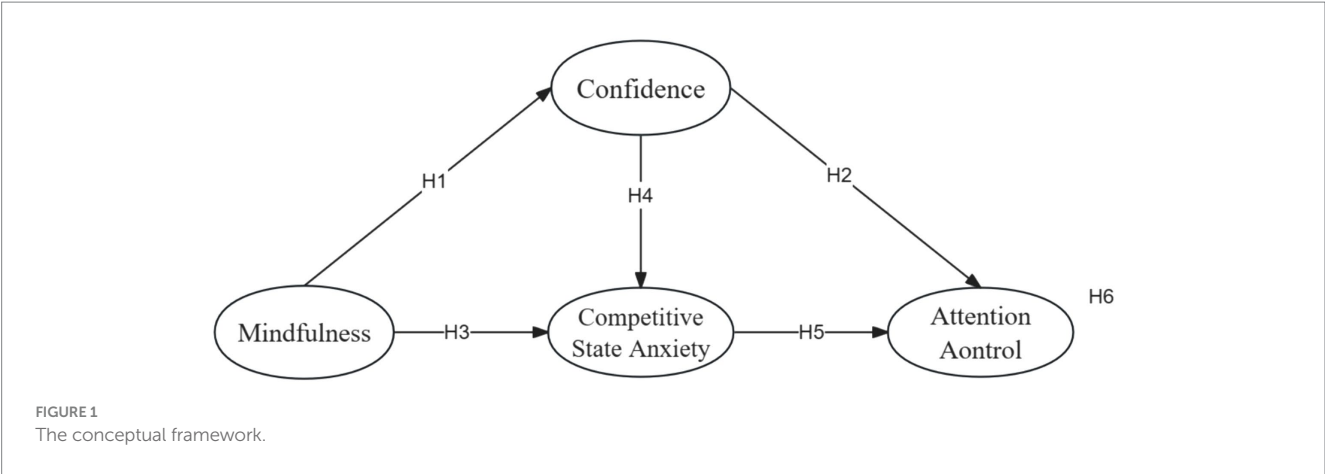 Confidence
H1
H2
H4
H6
Mindfulness
H3
Competitive
State Anxiety
H5
Attention
Aontrol
FIGURE 1
The conceptual framework.